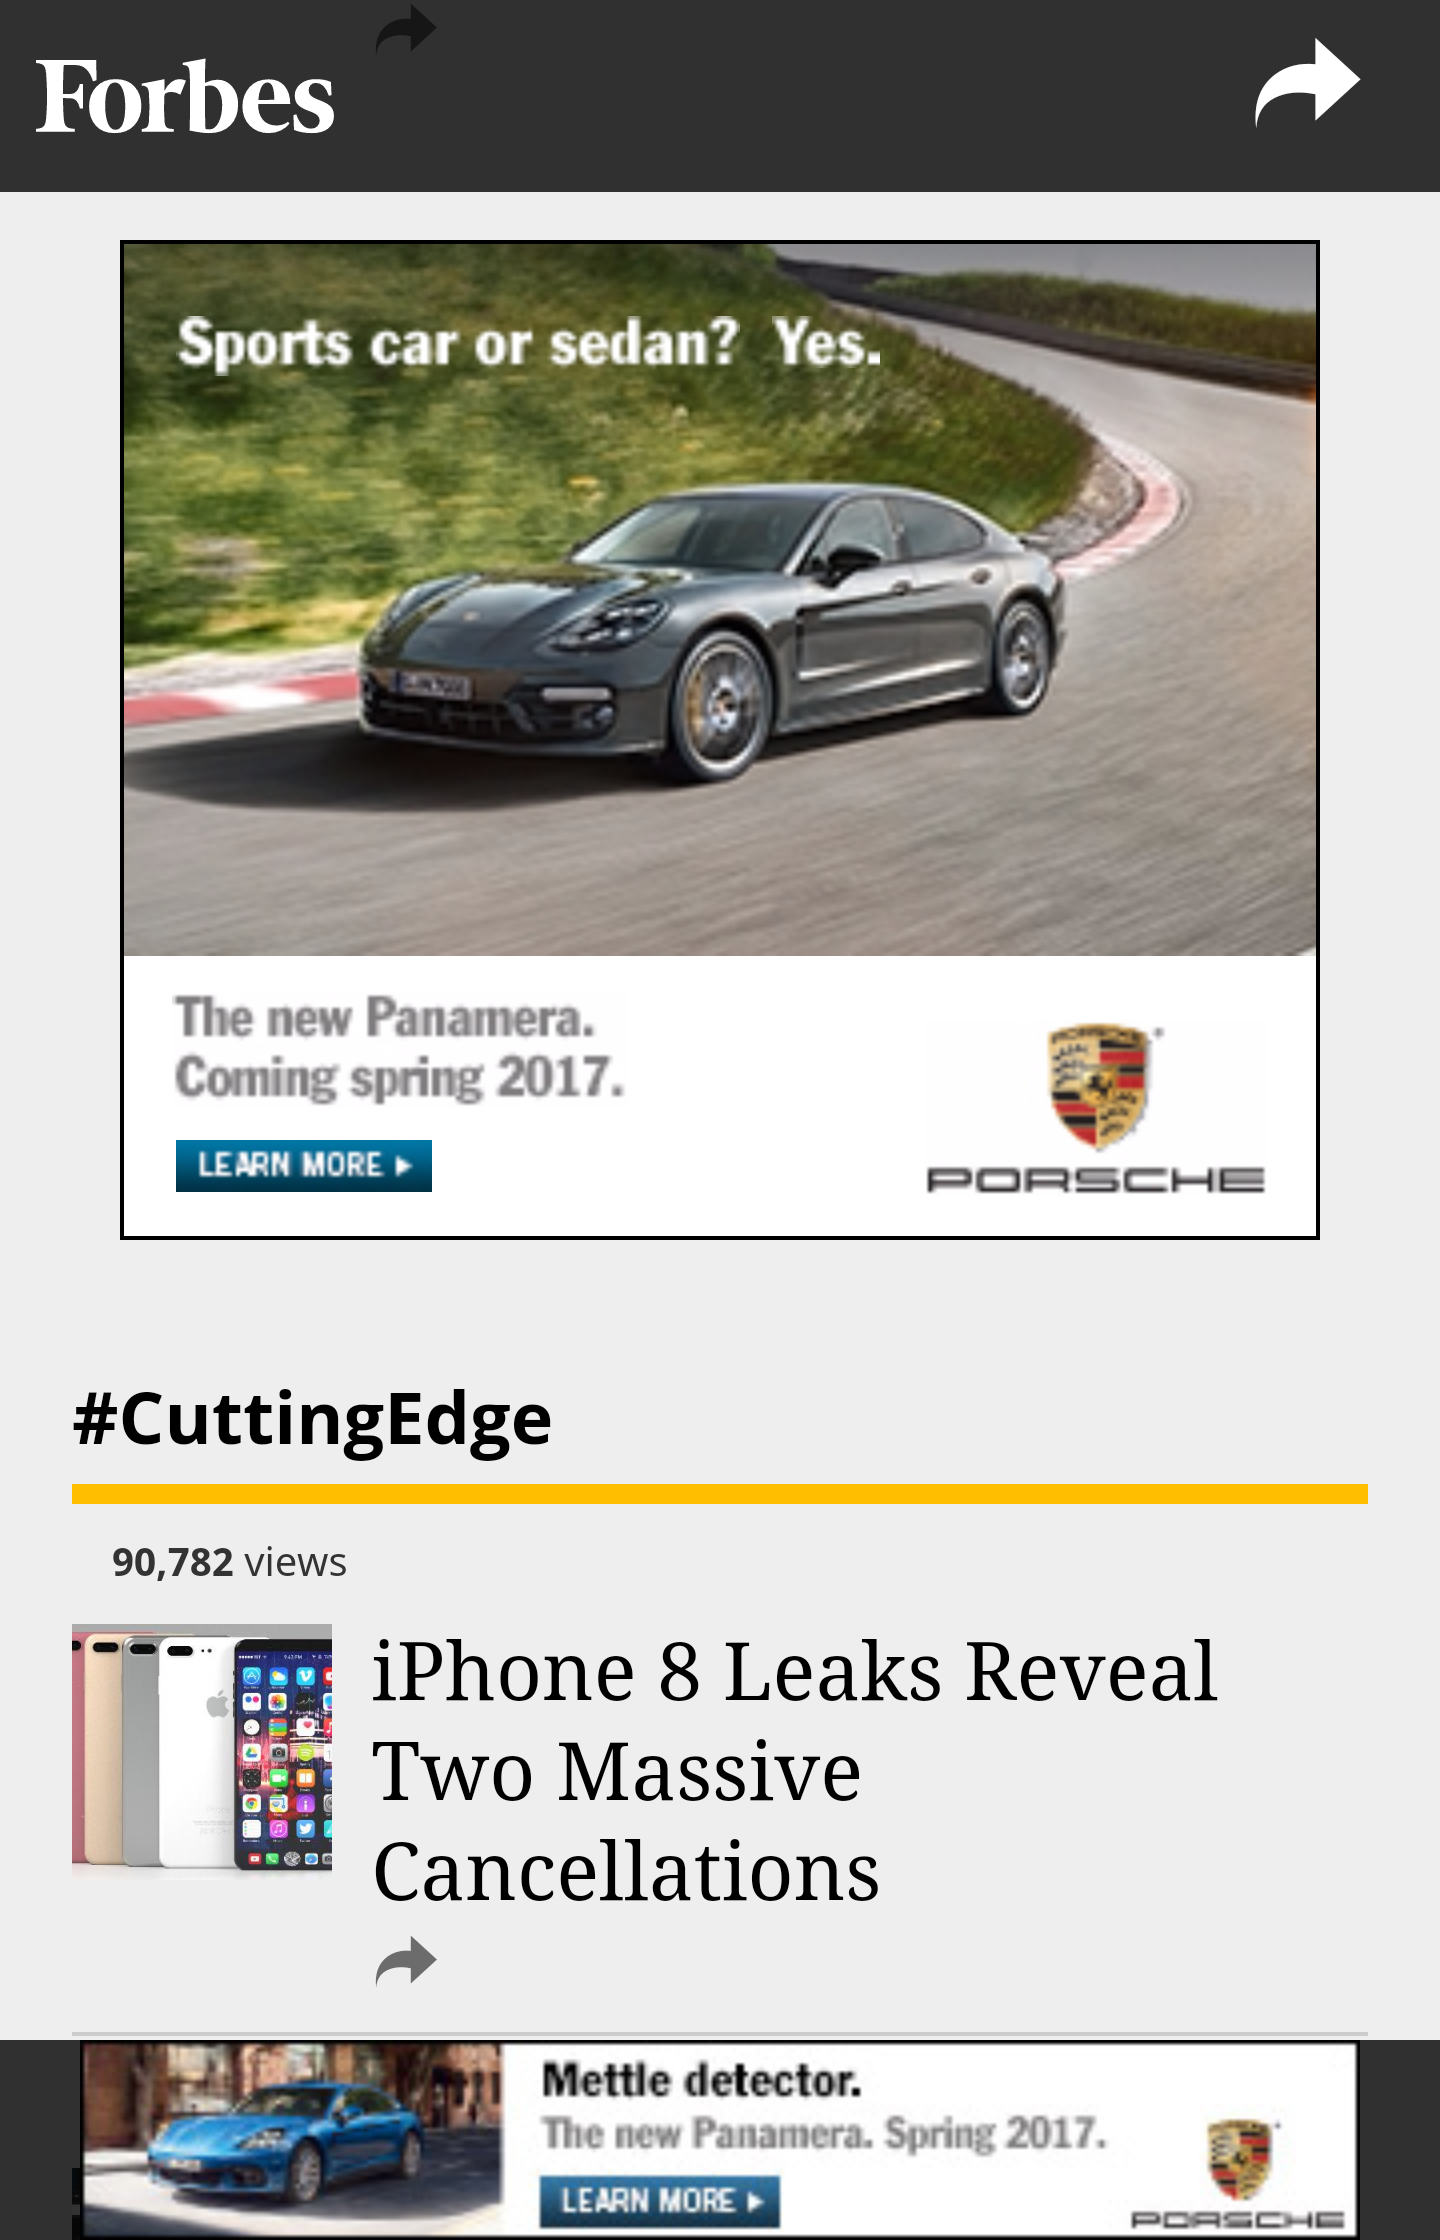 Forbes
Sports car or sedan? Yes.
The new Panamera.
Coming spring 2017.
LEARN MORE
PORSCHE
#CuttingEdge
90,782 views
iPhone 8 Leaks Reveal
Two Massive
Cancellations
Mettle detector.
The new Panamera. Spring 2017.
LEARN MORE
PORSCHE